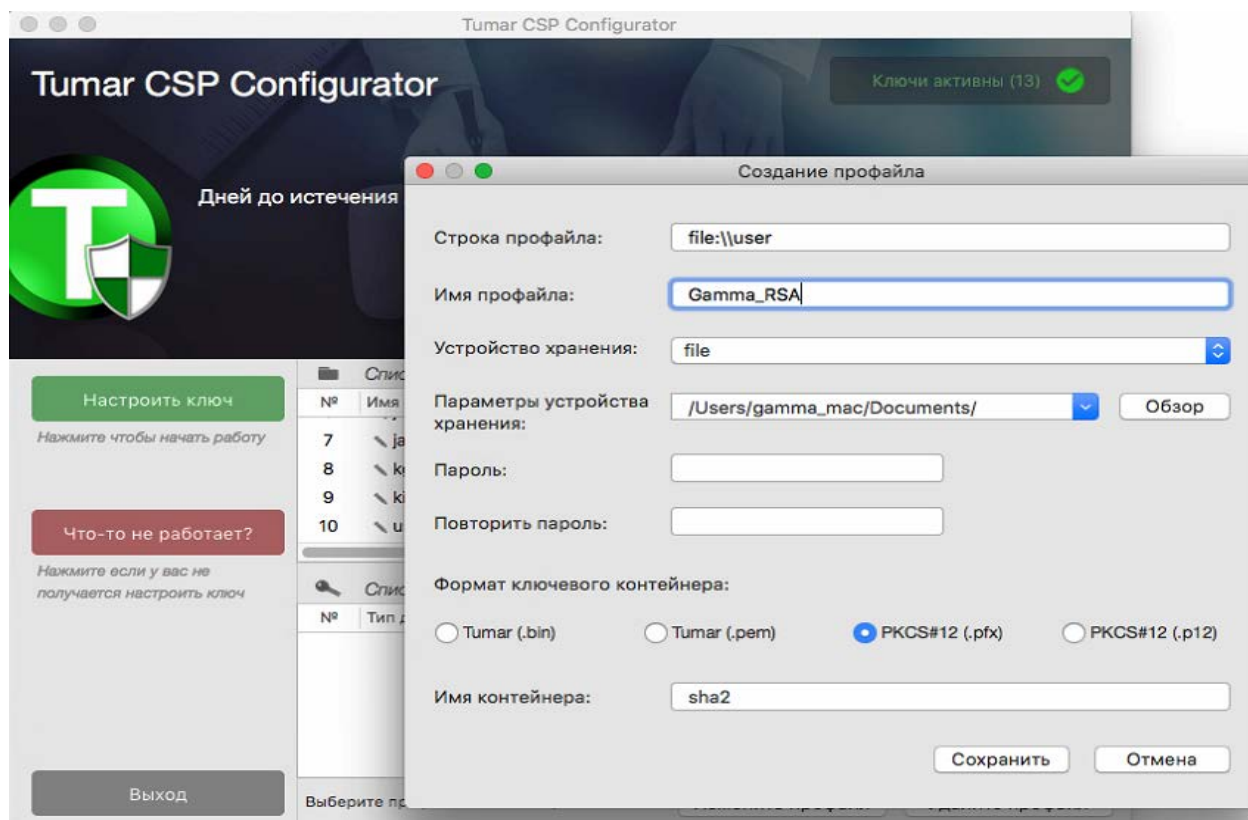 Tumar CSP Configurator
Tumar CSP Configurator
Ключи активны (13)
Дней до истечения
Настроить ключ
Нажмите чтобы начать работу
Что-то не работает?
Нажмите если у вас не
получается настроить ключ
Выход
№ Имя
7 ja
8
9 ki
10 u
№ Тип
Выберите
Создание профайла
Строка профайла: file:\\user
Имя профайла: Gamma_RSA
Устройство хранения: file
Параметры устройства
хранения: /Users/gamma_mac/Documents/ Обзор
Пароль:
Повторить пароль:
Формат ключевого контейнера:
Tumar (.bin) Tumar (.pem) PKCS#12 (.pfx) PKCS#12 (.p12)
Имя контейнера: sha2
Сохранить Отмена